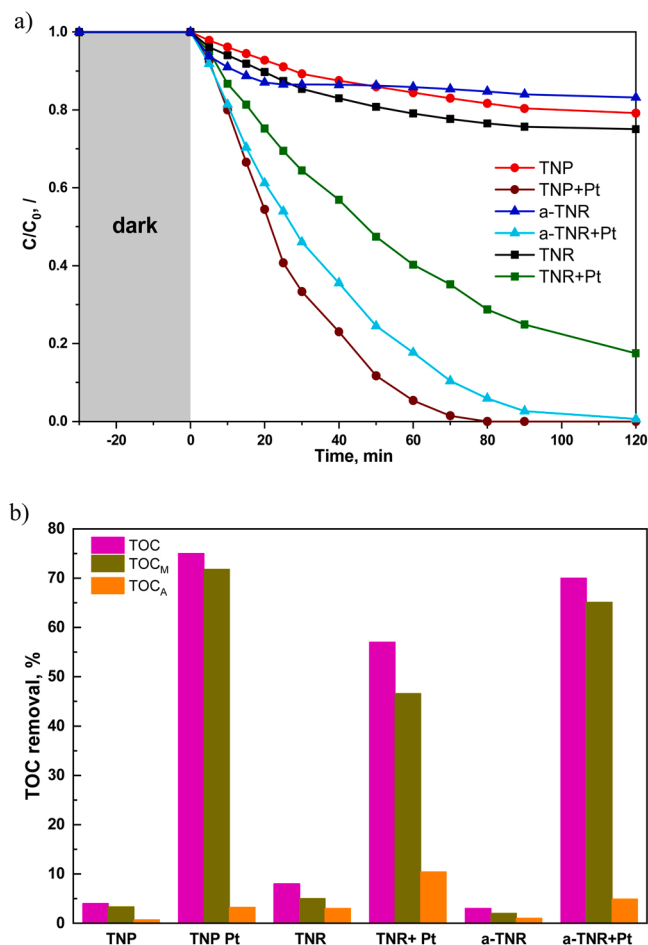 a)
1.0
0.8
0.6
0.4
0.2
0.0
C/C₀, /
dark
TNP
TNP+Pt
a-TNR
a-TNR+Pt
TNR
TNR+Pt
-20 0 20 40 60 80 100 120
Time, min
b)
80
70
60
50
40
30
20
10
0
TOC removal, %
TOC
TOC_M
TOC_A
TNP TNP Pt TNR TNR+ Pt a-TNR a-TNR+Pt